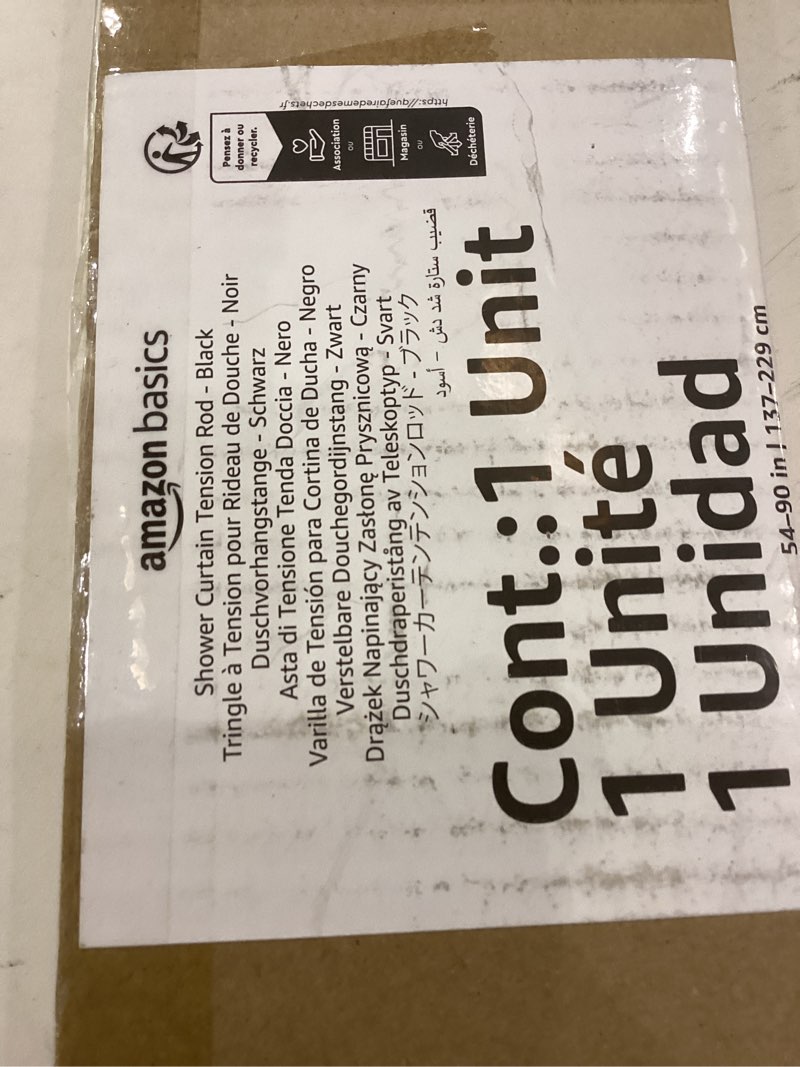 amazon basics
Pensez à
donner ou
recycler.
Association
ou
Magasin
ou
Déchéterie
https://quefairedemesdechets.fr
Shower Curtain Tension Rod - Black
Tringle à Tension pour Rideau de Douche - Noir
Duschvorhangstange - Schwarz
Asta di Tensione Tenda Doccia - Nero
Varilla de Tensión para Cortina de Ducha - Negro
Verstelbare Douchegordijnstang - Zwart
Drążek Napinający Zasłonę Prysznicową - Czarny
Duschdraperistång av Teleskoptyp - Svart
シャワーカーテンテンションロッド - ブラック
قضيب ستارة شد دش - أسود
Cont.:1 Unit
1 Unité
1 Unidad
54–90 in | 137–229 cm